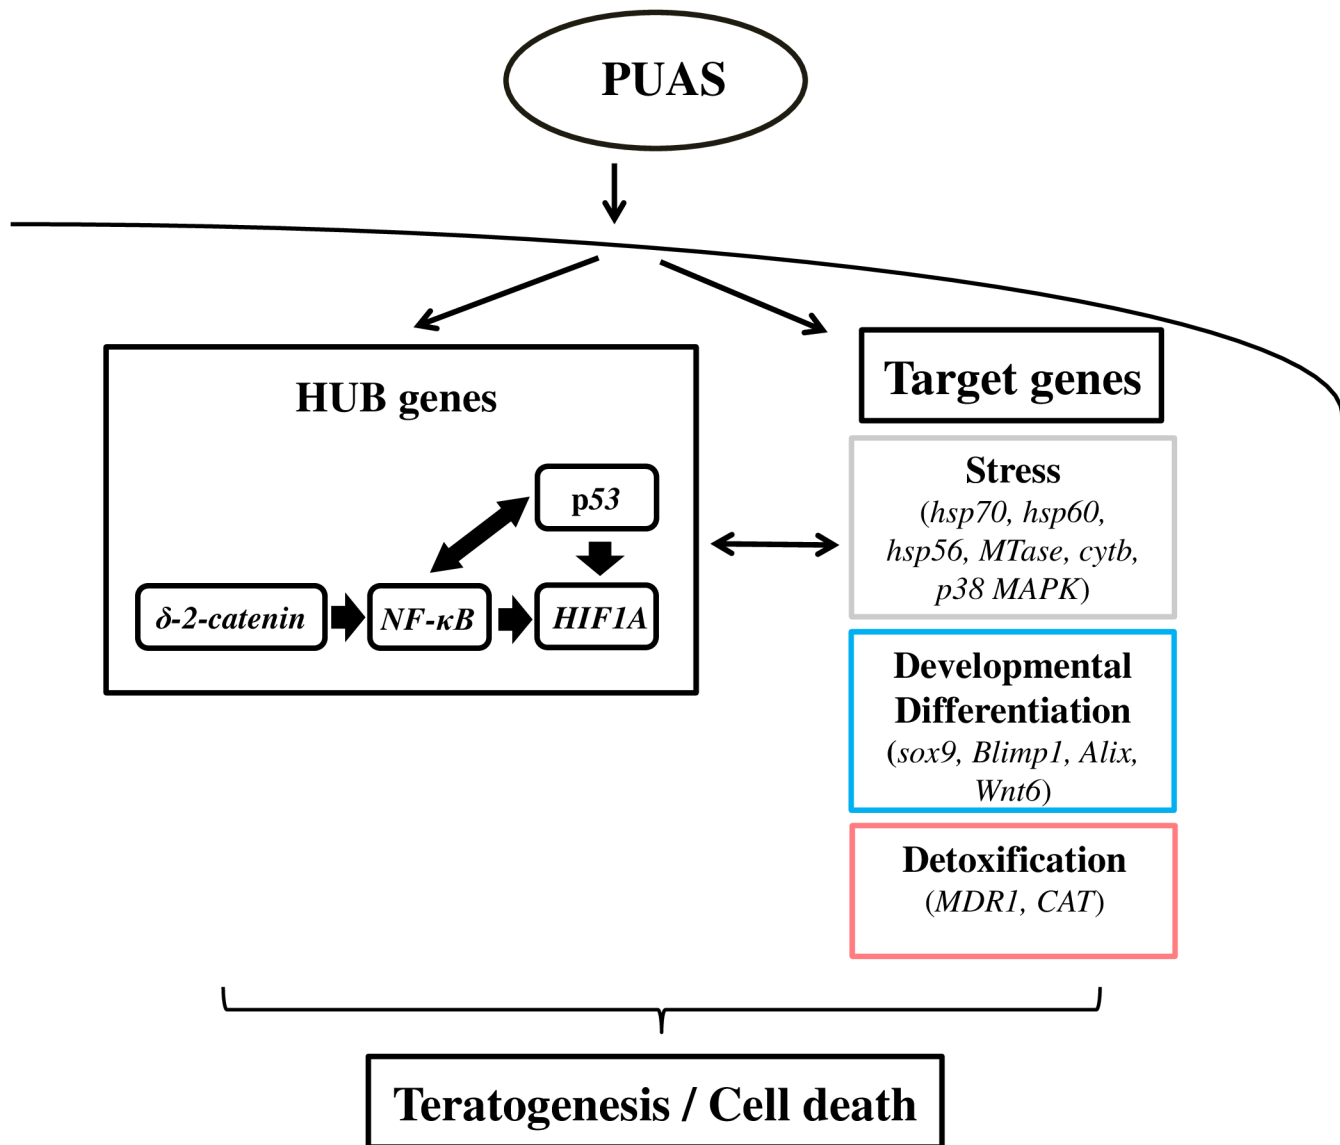 PUAS
HUB genes
p53
δ-2-catenin
NF-κB
HIF1A
Target genes
Stress
(hsp70, hsp60,
hsp56, MTase, cytb,
p38 MAPK)
Developmental
Differentiation
(sox9, Blimp1, Alix,
Wnt6)
Detoxification
(MDR1, CAT)
Teratogenesis / Cell death